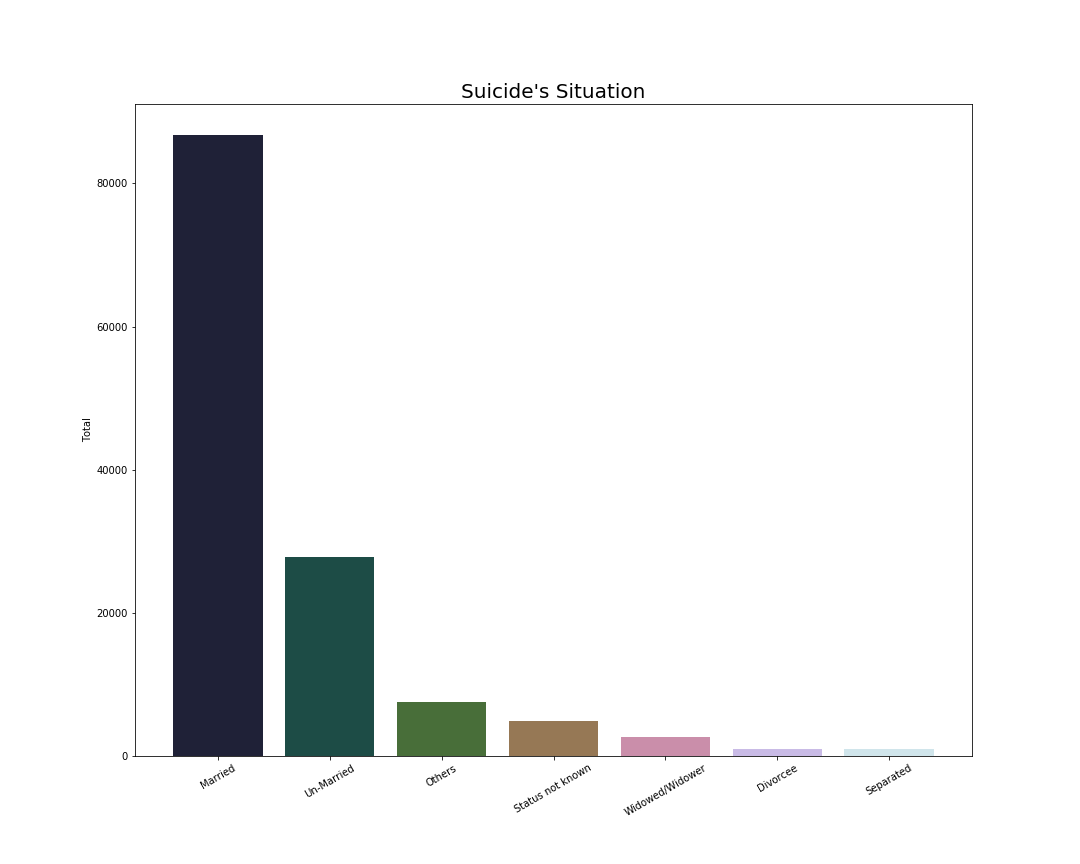 Suicide's Situation
Total
80000
60000
40000
20000
0
Married
Un-Married
Others
Status not known
Widowed/Widower
Divorcee
Separated